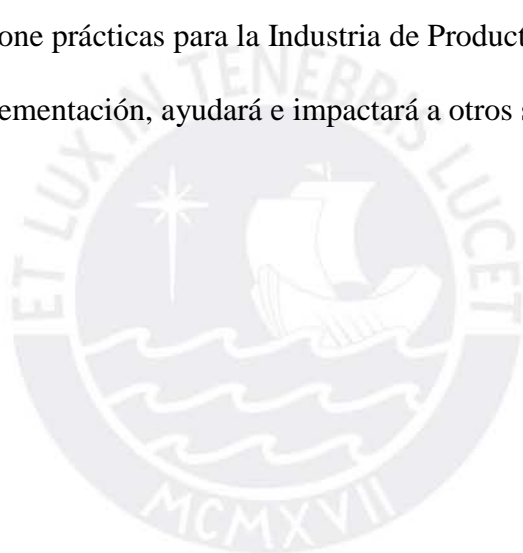 one prácticas para la Industria de Product
ementación, ayudará e impactará a otros s
ET LUX IN TENEBRIS LUCET
MCMXVII